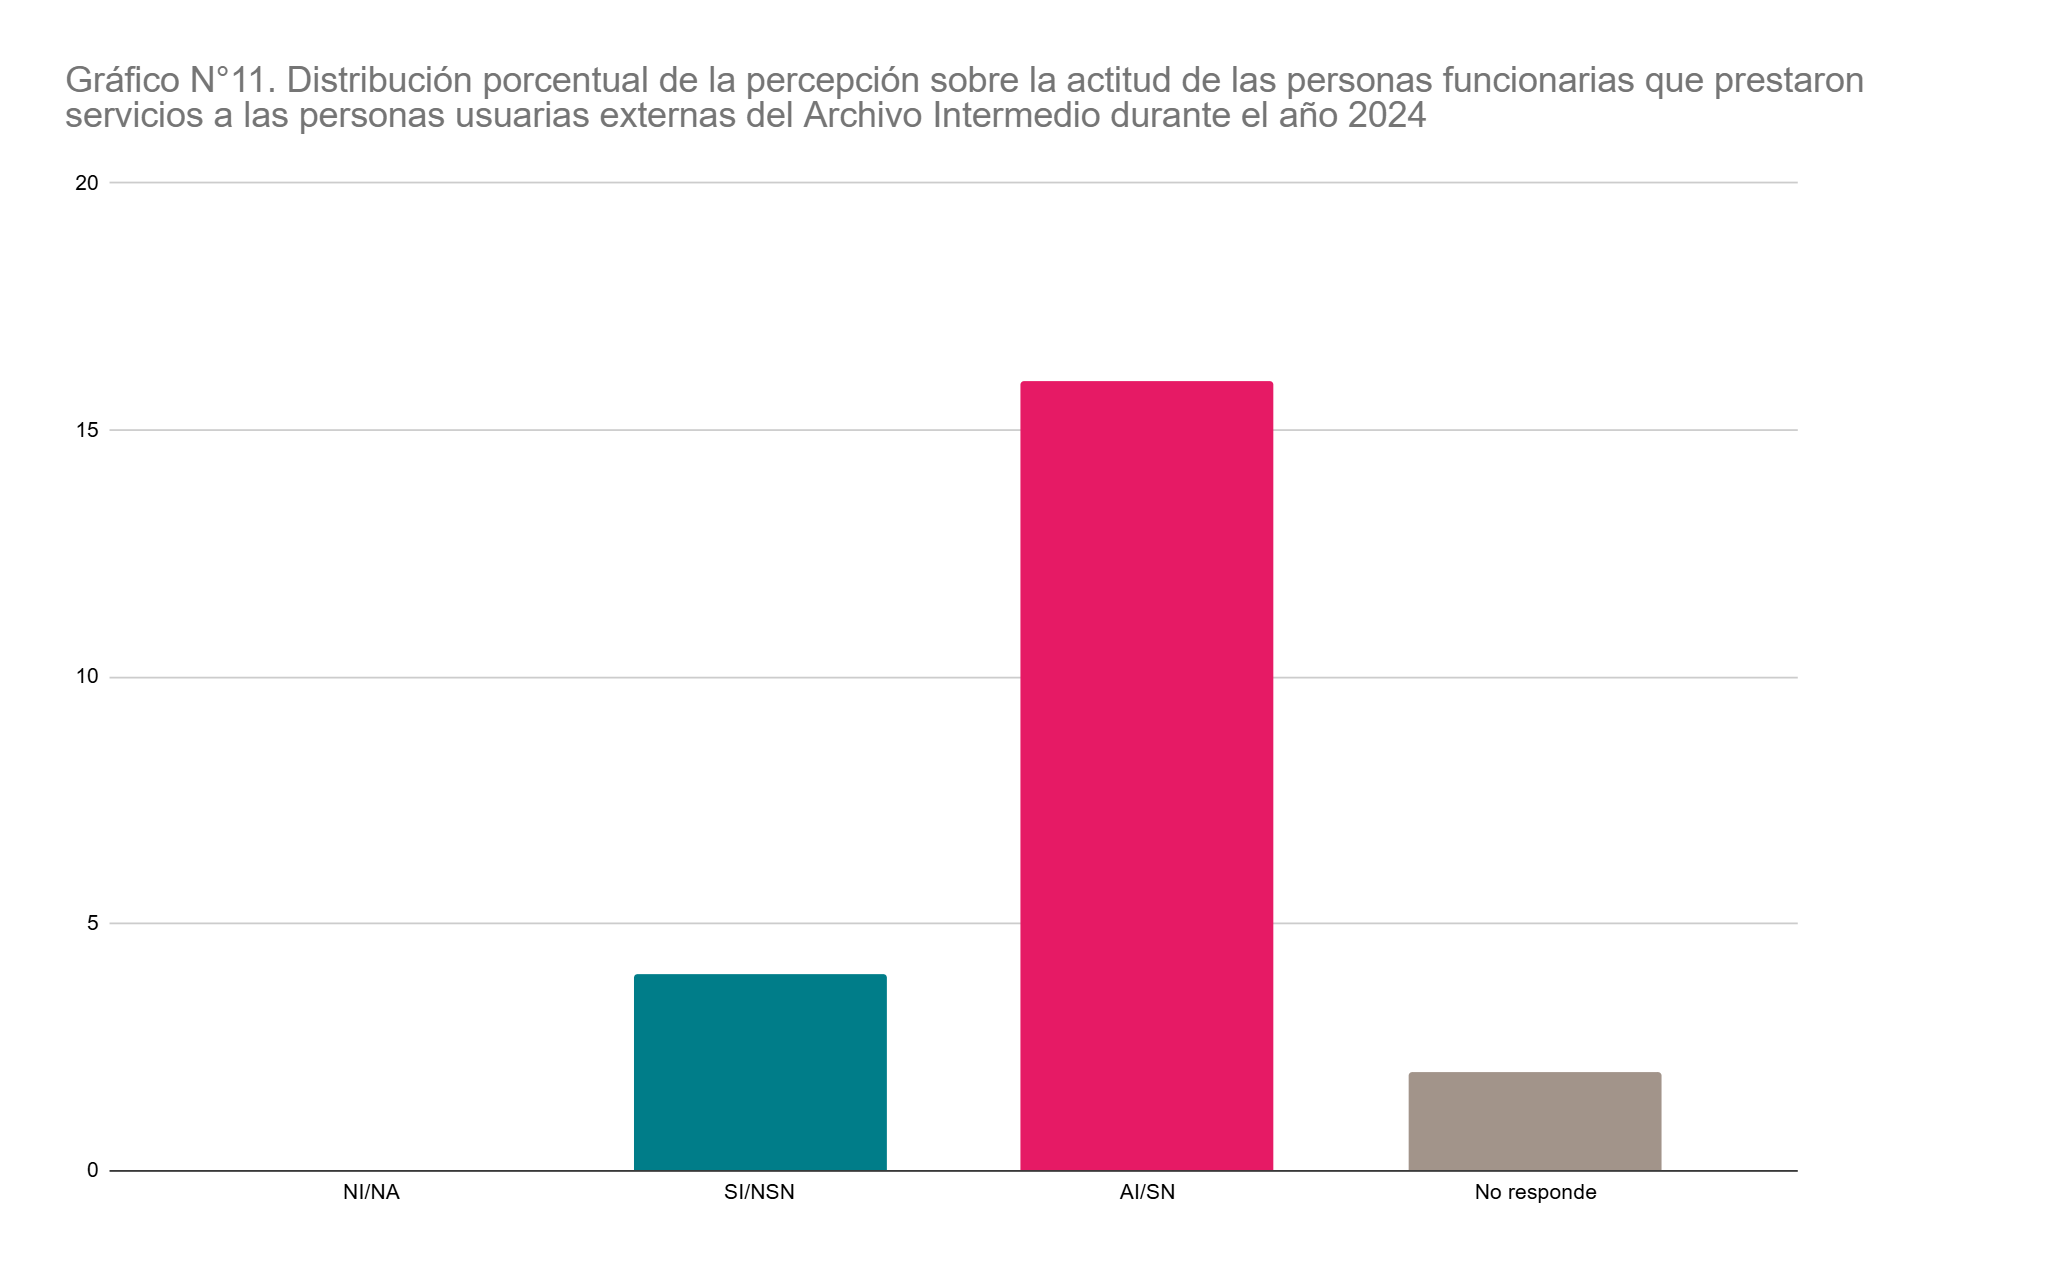 Gráfico N°11. Distribución porcentual de la percepción sobre la actitud de las personas funcionarias que prestaron
servicios a las personas usuarias externas del Archivo Intermedio durante el año 2024
20
15
10
5
0
NI/NA
SI/NSN
AI/SN
No responde